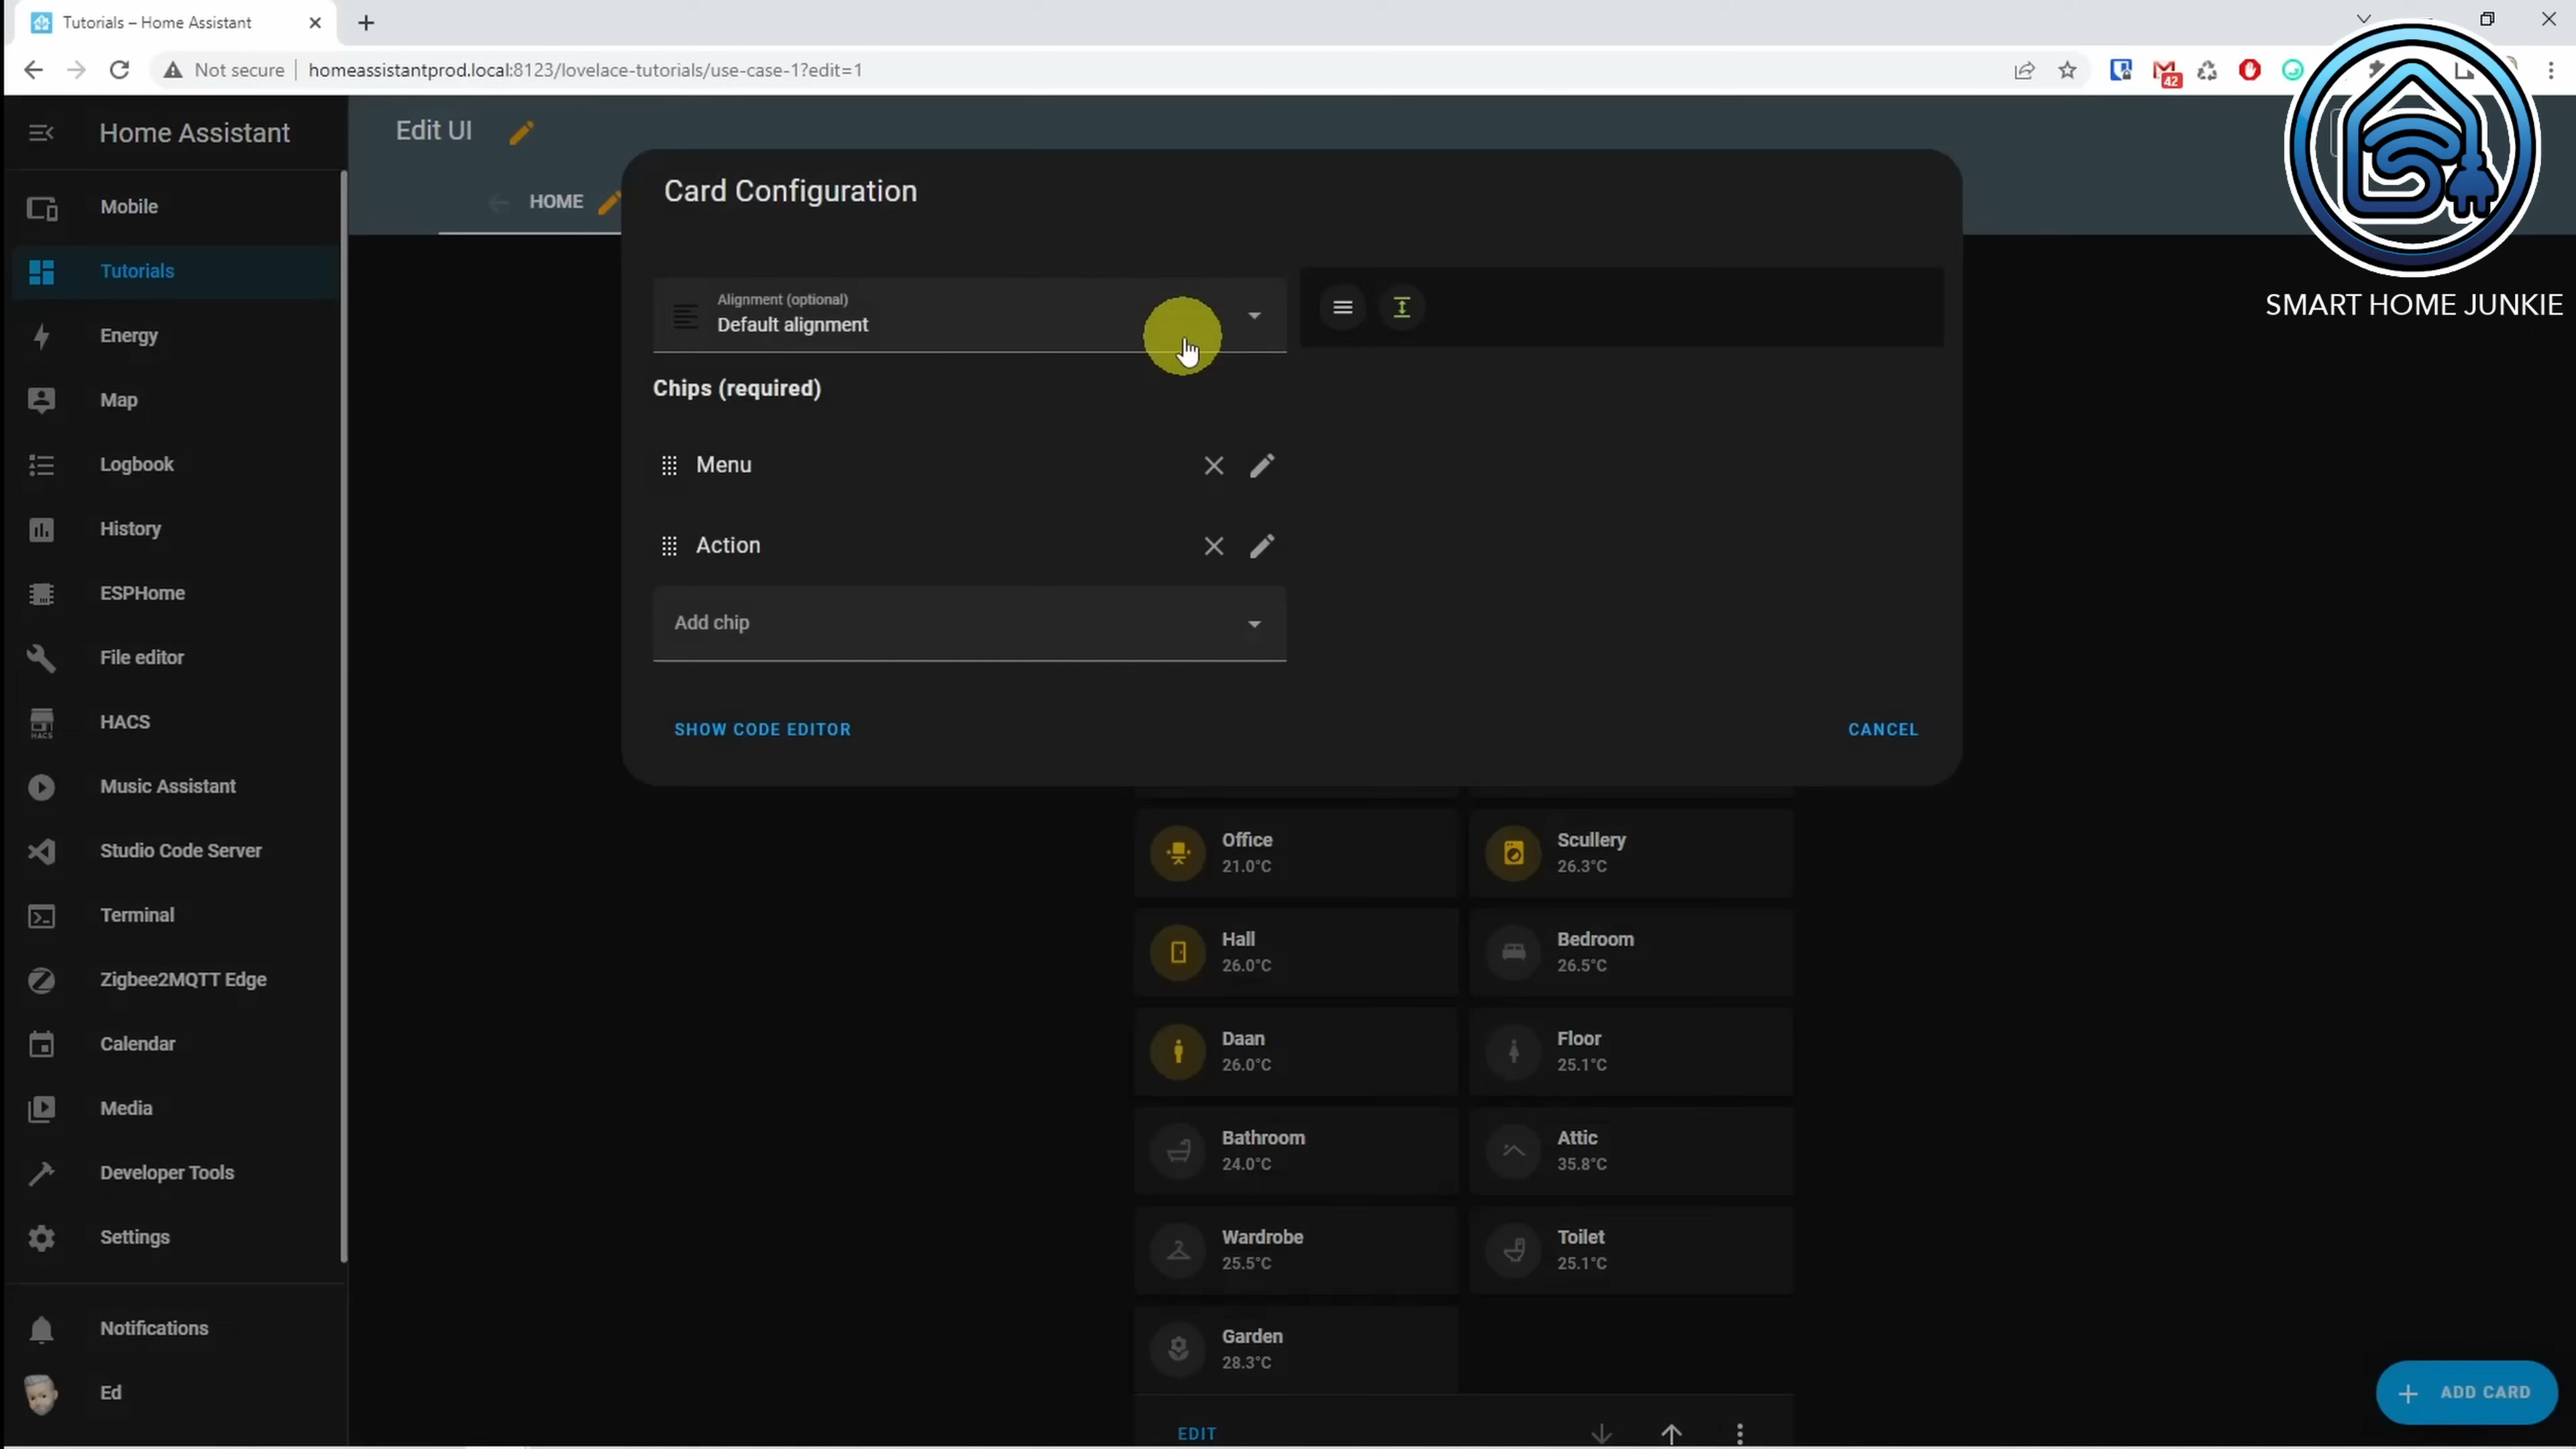 Tutorials – Home Assistant
Not secure
homeassistantprod.local:8123/lovelace-tutorials/use-case-1?edit=1
42
SMART HOME JUNKIE
Home Assistant
Mobile
Tutorials
Energy
Map
Logbook
History
ESPHome
File editor
HACS
HACS
Music Assistant
Studio Code Server
Terminal
Zigbee2MQTT Edge
Calendar
Media
Developer Tools
Settings
Notifications
Ed
Edit UI
HOME
Card Configuration
Alignment (optional)
Default alignment
Chips (required)
Menu
Action
Add chip
SHOW CODE EDITOR
CANCEL
Office
21.0°C
Scullery
26.3°C
Hall
26.0°C
Bedroom
26.5°C
Daan
26.0°C
Floor
25.1°C
Bathroom
24.0°C
Attic
35.8°C
Wardrobe
25.5°C
Toilet
25.1°C
Garden
28.3°C
EDIT
ADD CARD